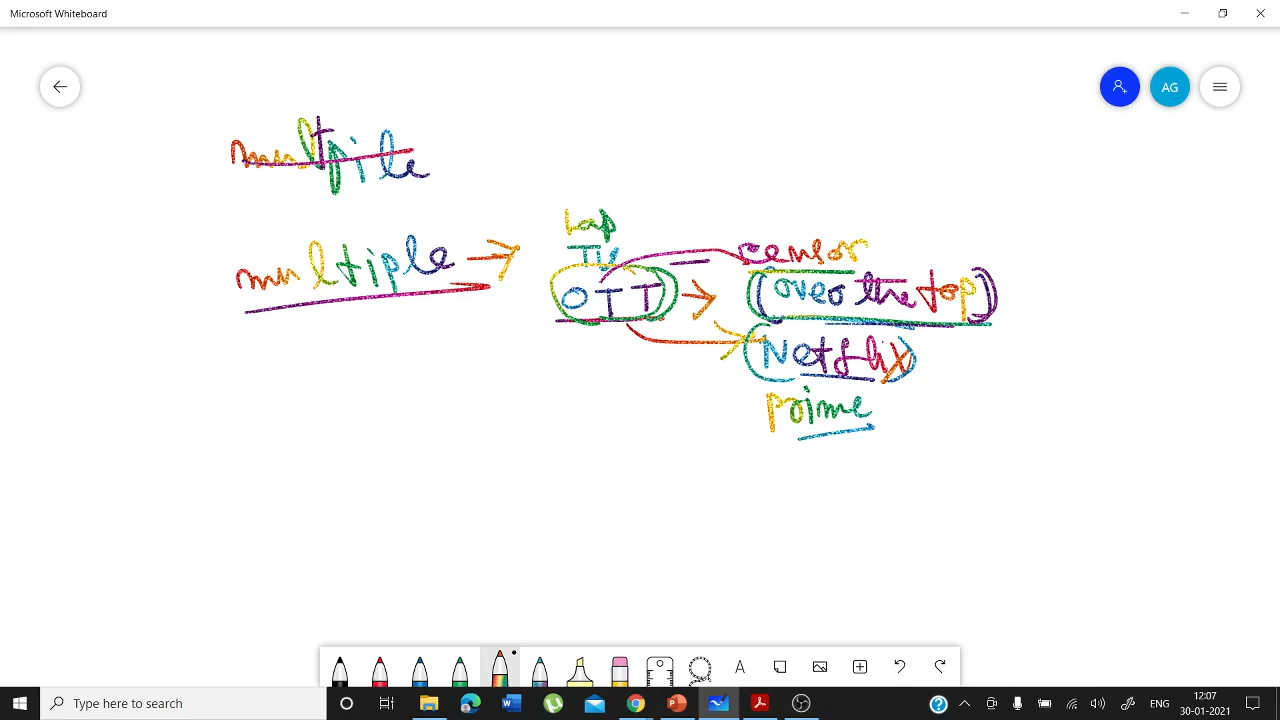 Microsoft Whiteboard
AG
multpile
multiple
Lap
TV
OTT
censor
(over the top)
(Netflix)
prime
A
Type here to search
ENG
12:07
30-01-2021